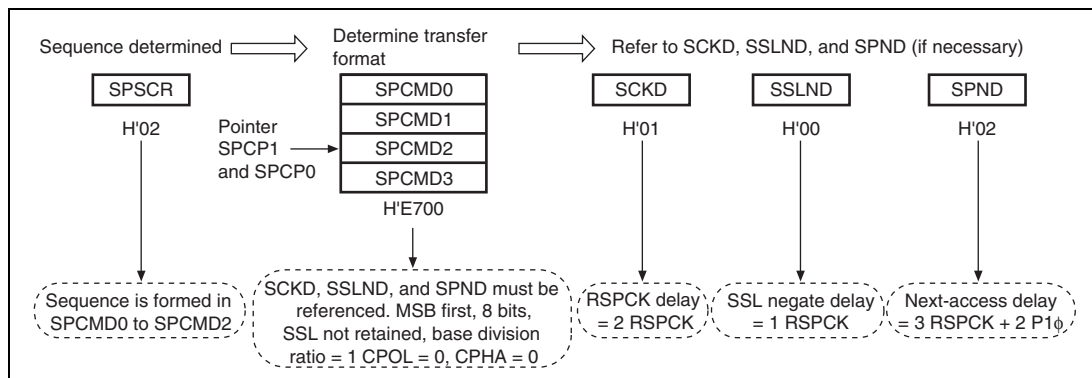 Sequence determined
Determine transfer
format
Refer to SCKD, SSLND, and SPND (if necessary)
SPSCR
SPCMD0
SPCMD1
SPCMD2
SPCMD3
SCKD
SSLND
SPND
H'02
Pointer
SPCP1
and SPCP0
H'E700
H'01
H'00
H'02
Sequence is formed in
SPCMD0 to SPCMD2
SCKD, SSLND, and SPND must be
referenced. MSB first, 8 bits,
SSL not retained, base division
ratio = 1 CPOL = 0, CPHA = 0
RSPCK delay
= 2 RSPCK
SSL negate delay
= 1 RSPCK
Next-access delay
= 3 RSPCK + 2 P1ϕ